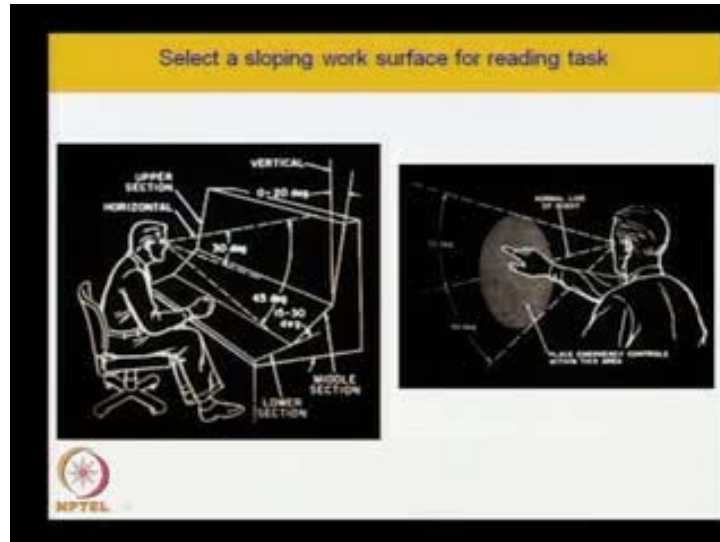 Select a sloping work surface for reading task
VERTICAL
0-20 deg
UPPER
SECTION
HORIZONTAL
30 deg
45 deg
15-30
deg
MIDDLE
SECTION
LOWER
SECTION
NORMAL LINE
OF SIGHT
PLACE EMERGENCY CONTROLS
WITHIN THIS AREA
NPTEL